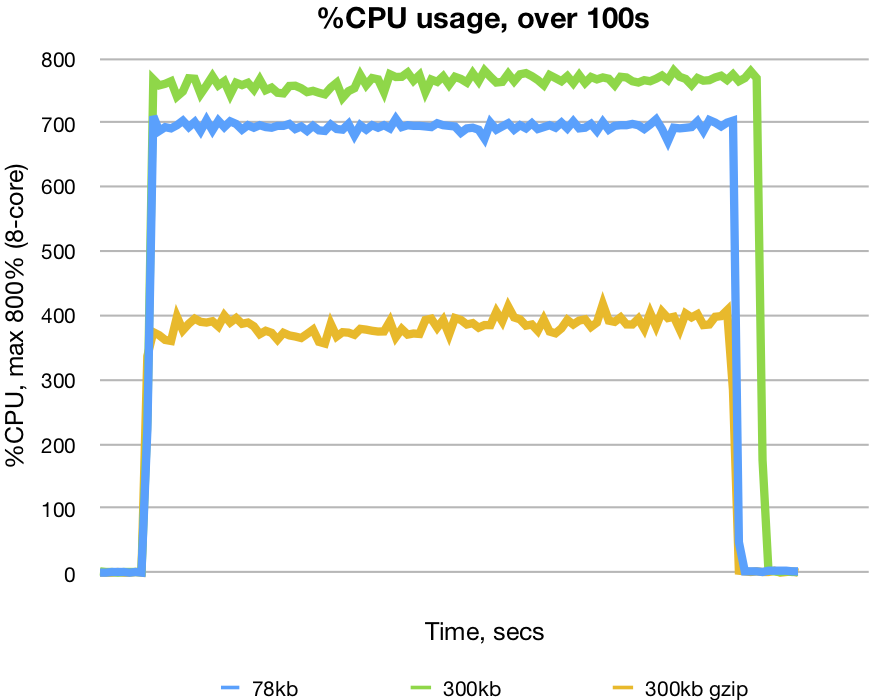 %CPU usage, over 100s
%CPU, max 800% (8-core)
800
700
600
500
400
300
200
100
0
Time, secs
78kb
300kb
300kb gzip